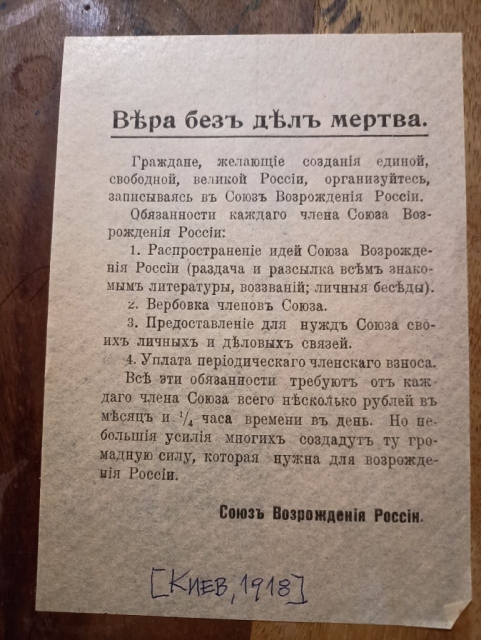 Вѣра безъ дѣлъ мертва.
Граждане, желающіе созданія единой,
свободной, великой Россіи, организуйтесь,
записываясь въ Союзъ Возрожденія Россіи.
Обязанности каждаго члена Союза Воз-
рожденія Россіи:
1. Распространеніе идей Союза Возрожде-
нія Россіи (раздача и разсылка всѣмъ знако-
мымъ литературы, воззваній; личныя бесѣды).
2. Вербовка членовъ Союза.
3. Предоставленіе для нуждъ Союза сво-
ихъ личныхъ и дѣловыхъ связей.
4. Уплата періодическаго членскаго взноса.
Всѣ эти обязанности требуютъ отъ каж-
даго члена Союза всего нѣсколько рублей въ
мѣсяцъ и 1/4 часа времени въ день. Но не-
большія усилія многихъ создадутъ ту гро-
мадную силу, которая нужна для возрожде-
нія Россіи.
Союзъ Возрожденія Россіи.
[Киев, 1918]